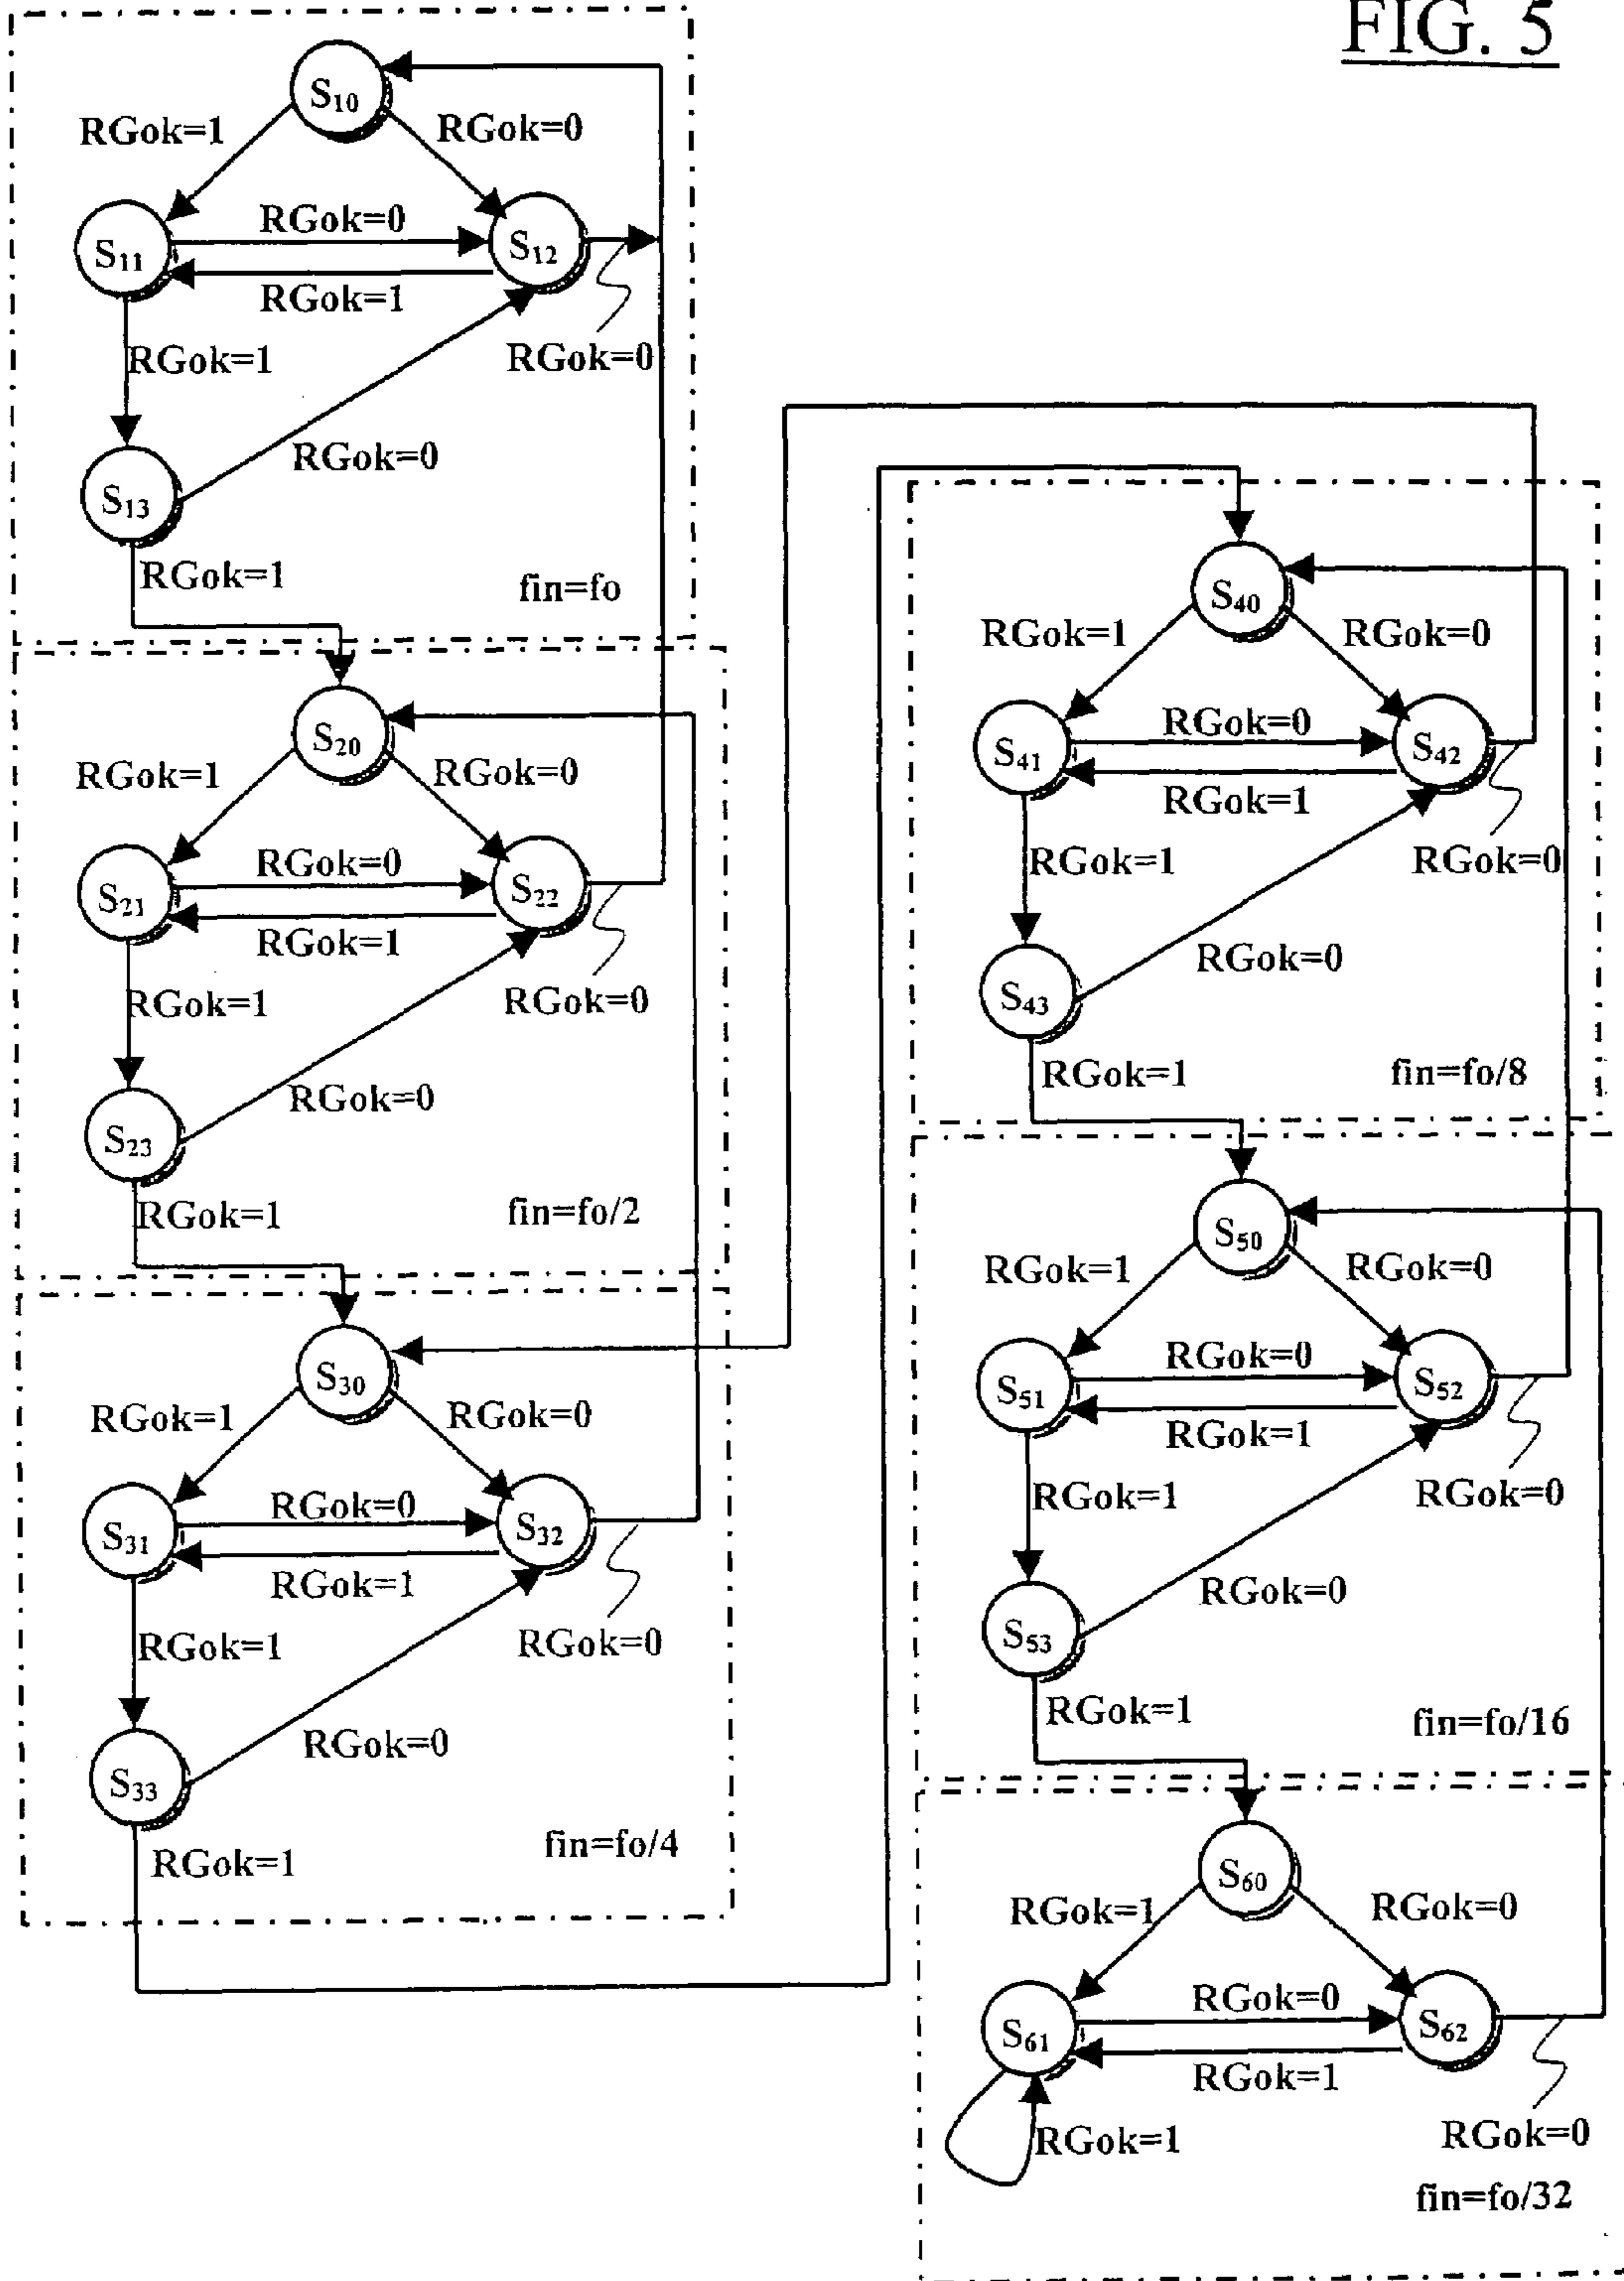 FIG. 5
S10
RGok=1
RGok=0
S11
RGok=0
S12
RGok=1
RGok=1
RGok=0
RGok=0
S13
RGok=1
fin=fo
S20
RGok=1
RGok=0
S21
RGok=0
S22
RGok=1
RGok=1
RGok=0
RGok=0
S23
RGok=1
fin=fo/2
S30
RGok=1
RGok=0
S31
RGok=0
S32
RGok=1
RGok=1
RGok=0
RGok=0
S33
RGok=1
fin=fo/4
S40
RGok=1
RGok=0
S41
RGok=0
S42
RGok=1
RGok=1
RGok=0
RGok=0
S43
RGok=1
fin=fo/8
S50
RGok=1
RGok=0
S51
RGok=0
S52
RGok=1
RGok=1
RGok=0
RGok=0
S53
RGok=1
fin=fo/16
S60
RGok=1
RGok=0
S61
RGok=0
S62
RGok=1
RGok=1
RGok=0
fin=fo/32